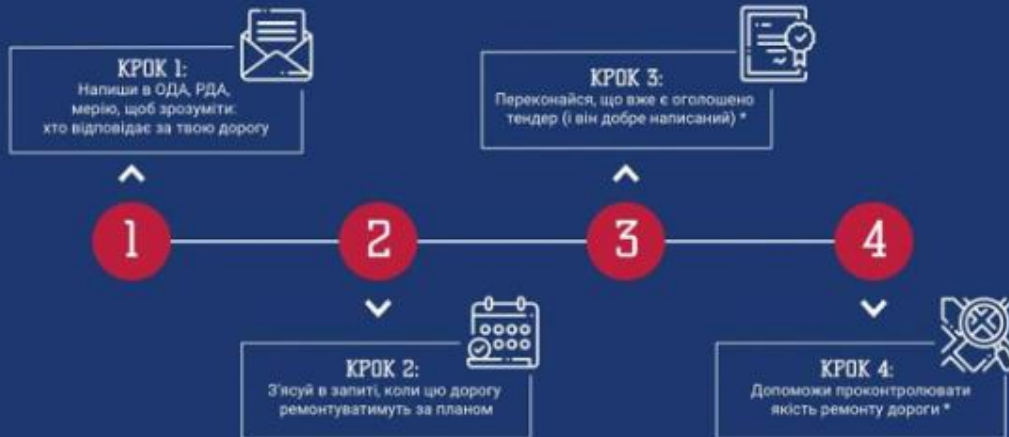 КРОК 1:
Напиши в ОДА, РДА,
мерію, щоб зрозуміти:
хто відповідає за твою дорогу
КРОК 3:
Переконайся, що вже є оголошено
тендер (і він добре написаний) *
1
2
3
4
КРОК 2:
З'ясуй в запиті, коли цю дорогу
ремонтуватимуть за планом
КРОК 4:
Допоможи проконтролювати
якість ремонту дороги *